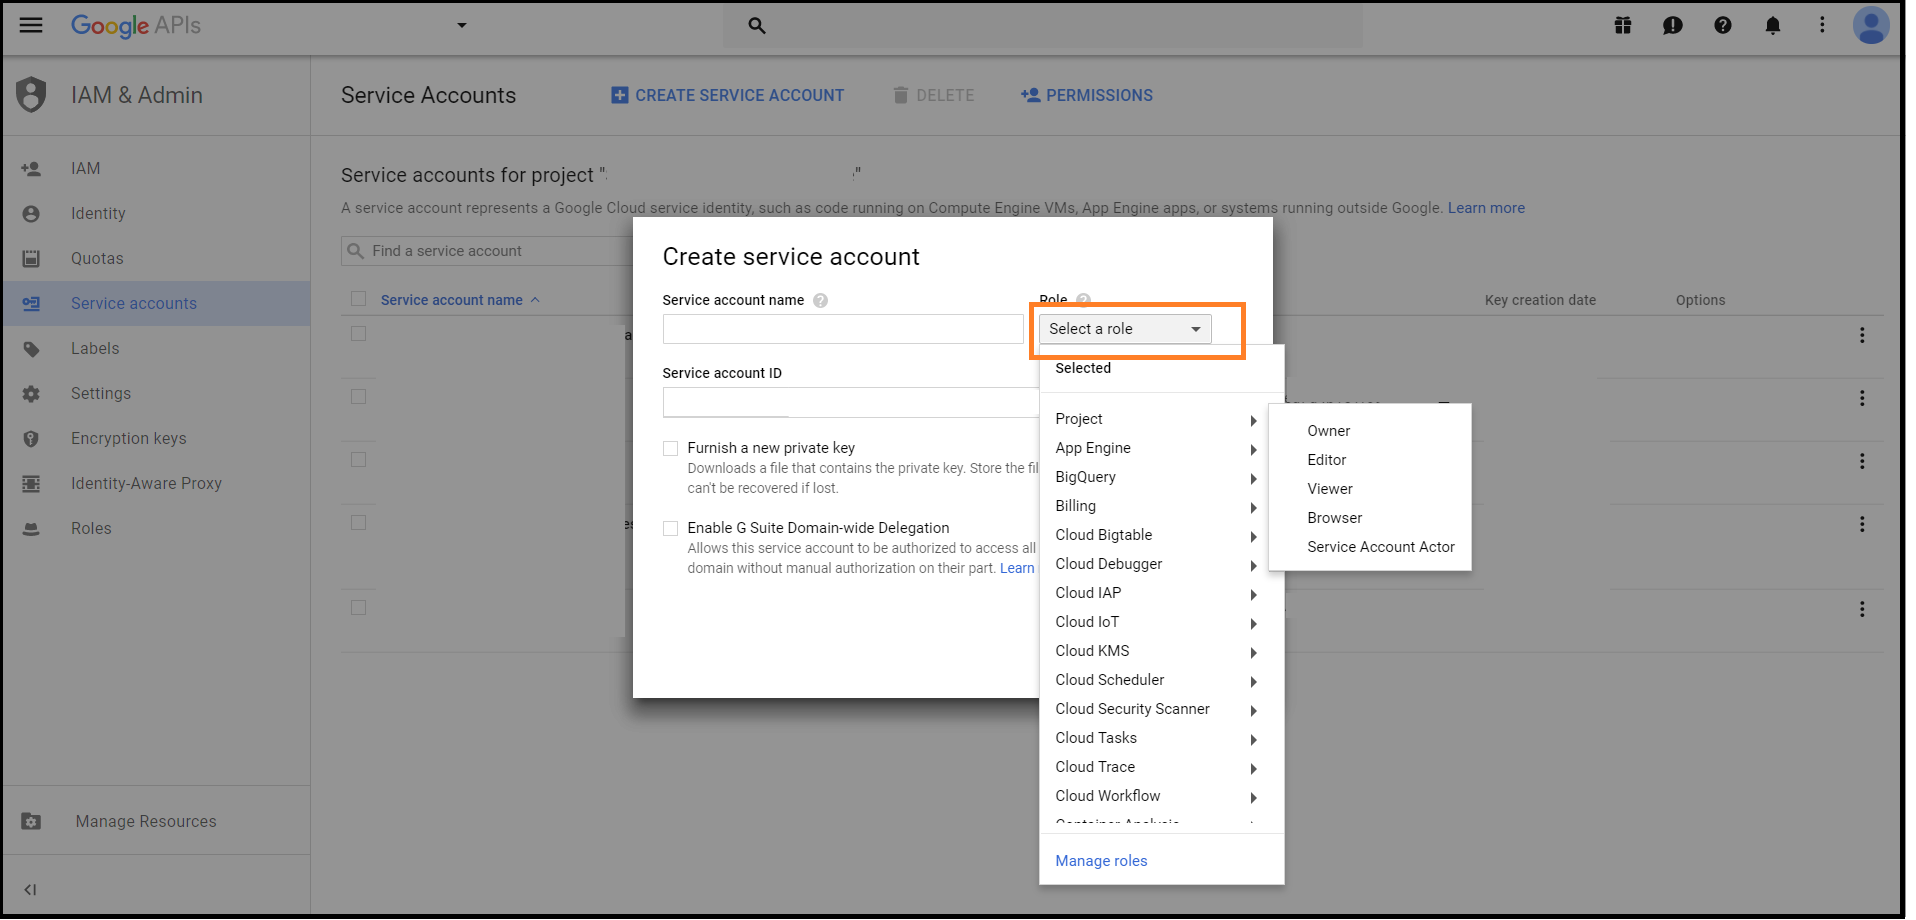 Google APIs
IAM & Admin
Service Accounts
CREATE SERVICE ACCOUNT
DELETE
PERMISSIONS
IAM
Identity
Quotas
Service accounts
Labels
Settings
Encryption keys
Identity-Aware Proxy
Roles
Manage Resources
Service accounts for project "
"
A service account represents a Google Cloud service identity, such as code running on Compute Engine VMs, App Engine apps, or systems running outside Google. Learn more
Find a service account
Service account name
Key creation date
Options
Create service account
Service account name
Role
Select a role
Service account ID
Furnish a new private key
Downloads a file that contains the private key. Store the fil
can't be recovered if lost.
Enable G Suite Domain-wide Delegation
Allows this service account to be authorized to access all
domain without manual authorization on their part. Learn
Selected
Project
App Engine
BigQuery
Billing
Cloud Bigtable
Cloud Debugger
Cloud IAP
Cloud IoT
Cloud KMS
Cloud Scheduler
Cloud Security Scanner
Cloud Tasks
Cloud Trace
Cloud Workflow
Container Analysis
Manage roles
Owner
Editor
Viewer
Browser
Service Account Actor